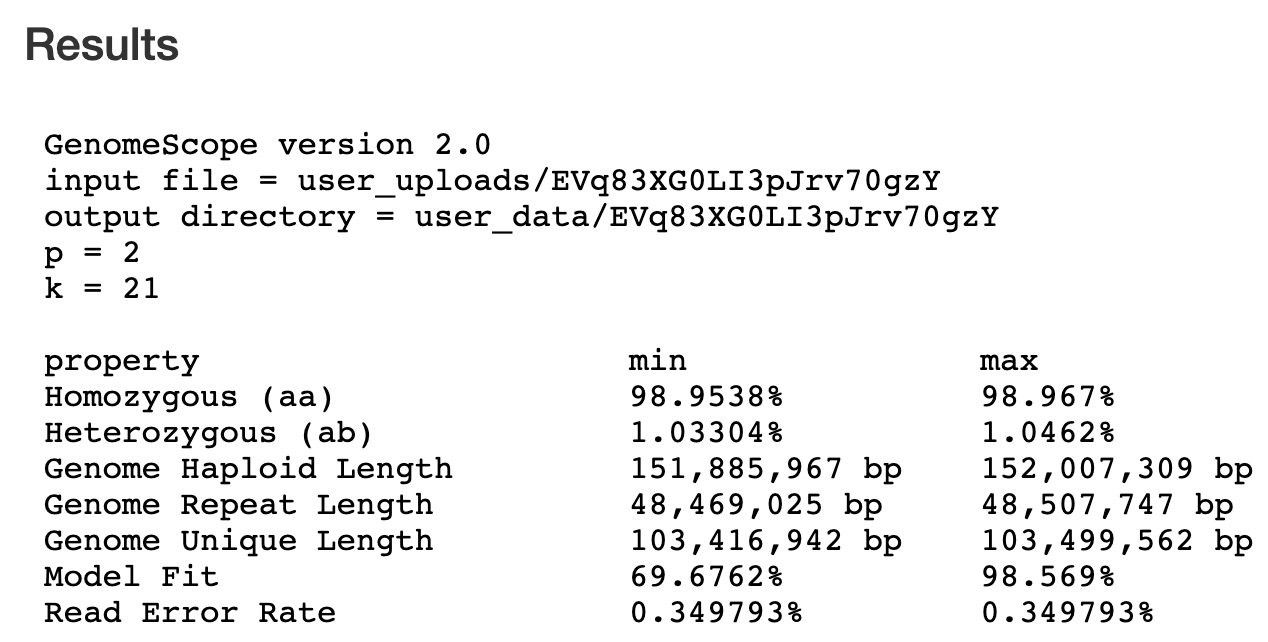 Results
GenomeScope version 2.0
input file = user_uploads/EVq83XG0LI3pJrv70gzY
output directory = user_data/EVq83XG0LI3pJrv70gzY
p = 2
k = 21
property min max
Homozygous (aa) 98.9538% 98.967%
Heterozygous (ab) 1.03304% 1.0462%
Genome Haploid Length 151,885,967 bp 152,007,309 bp
Genome Repeat Length 48,469,025 bp 48,507,747 bp
Genome Unique Length 103,416,942 bp 103,499,562 bp
Model Fit 69.6762% 98.569%
Read Error Rate 0.349793% 0.349793%